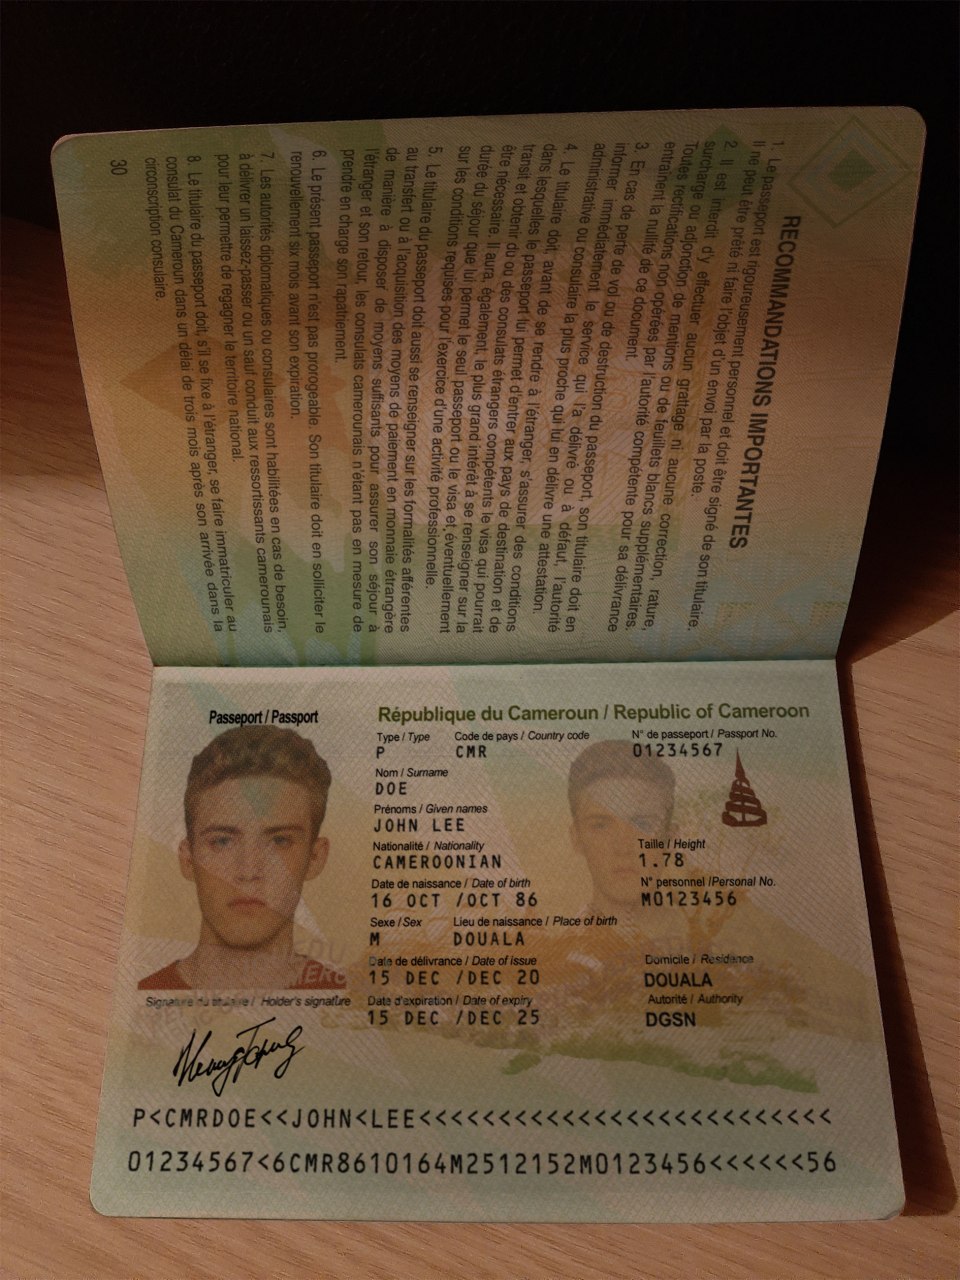 RECOMMANDATIONS IMPORTANTES
1. Le passeport est rigoureusement personnel et doit être signé de son titulaire.
Il ne peut être prêté ni faire l'objet d'un envoi par la poste.
2. Il est interdit d'y effectuer aucun grattage ni aucune correction, rature,
surcharge ou adjonction de mentions ou de feuillets blancs supplémentaires.
Toutes rectifications non opérées par l'autorité compétente pour sa délivrance
entraînent la nullité de ce document.
3. En cas de perte de vol ou de destruction du passeport, son titulaire doit en
informer immédiatement le service qui l'a délivré ou à défaut, l'autorité
administrative ou consulaire la plus proche qui lui en délivre une attestation.
4. Le titulaire doit, avant de se rendre à l'étranger, s'assurer des conditions
dans lesquelles le passeport lui permet d'entrer aux pays de destination et de
transit et obtenir du ou des consulats étrangers compétents le visa qui pourrait
être nécessaire. Il aura, également, le plus grand intérêt à se renseigner sur la
durée du séjour que lui permet le seul passeport ou le visa et, éventuellement
sur les conditions requises pour l'exercice d'une activité professionnelle.
5. Le titulaire du passeport doit aussi se renseigner sur les formalités afférentes
au transfert ou à l'acquisition des moyens de paiement en monnaie étrangère
de manière à disposer de moyens suffisants pour assurer son séjour à
l'étranger et son retour, les consulats camerounais n'étant pas en mesure de
prendre en charge son rapatriement.
6. Le présent passeport n'est pas prorogeable. Son titulaire doit en solliciter le
renouvellement six mois avant son expiration.
7. Les autorités diplomatiques ou consulaires sont habilitées en cas de besoin,
à délivrer un laissez-passer ou un sauf conduit aux ressortissants camerounais
pour leur permettre de regagner le territoire national.
8. Le titulaire du passeport doit, s'il se fixe à l'étranger, se faire immatriculer au
consulat du Cameroun dans un délai de trois mois après son arrivée dans la
circonscription consulaire.
30
Passeport / Passport
République du Cameroun / Republic of Cameroon
Type / Type Code de pays / Country code N° de passeport / Passport No.
P CMR 01234567
Nom / Surname
DOE
Prénoms / Given names
JOHN LEE
Nationalité / Nationality Taille / Height
CAMEROONIAN 1.78
Date de naissance / Date of birth N° personnel /Personal No.
16 OCT /OCT 86 M0123456
Sexe / Sex Lieu de naissance / Place of birth
M DOUALA
Date de délivrance / Date of issue Domicile / Residence
15 DEC /DEC 20 DOUALA
Signature du titulaire / Holder's signature Date d'expiration / Date of expiry Autorité / Authority
15 DEC /DEC 25 DGSN
P<CMRDOE<<JOHN<LEE<<<<<<<<<<<<<<<<<<<<<<<<<<
01234567<6CMR8610164M2512152M0123456<<<<<<56